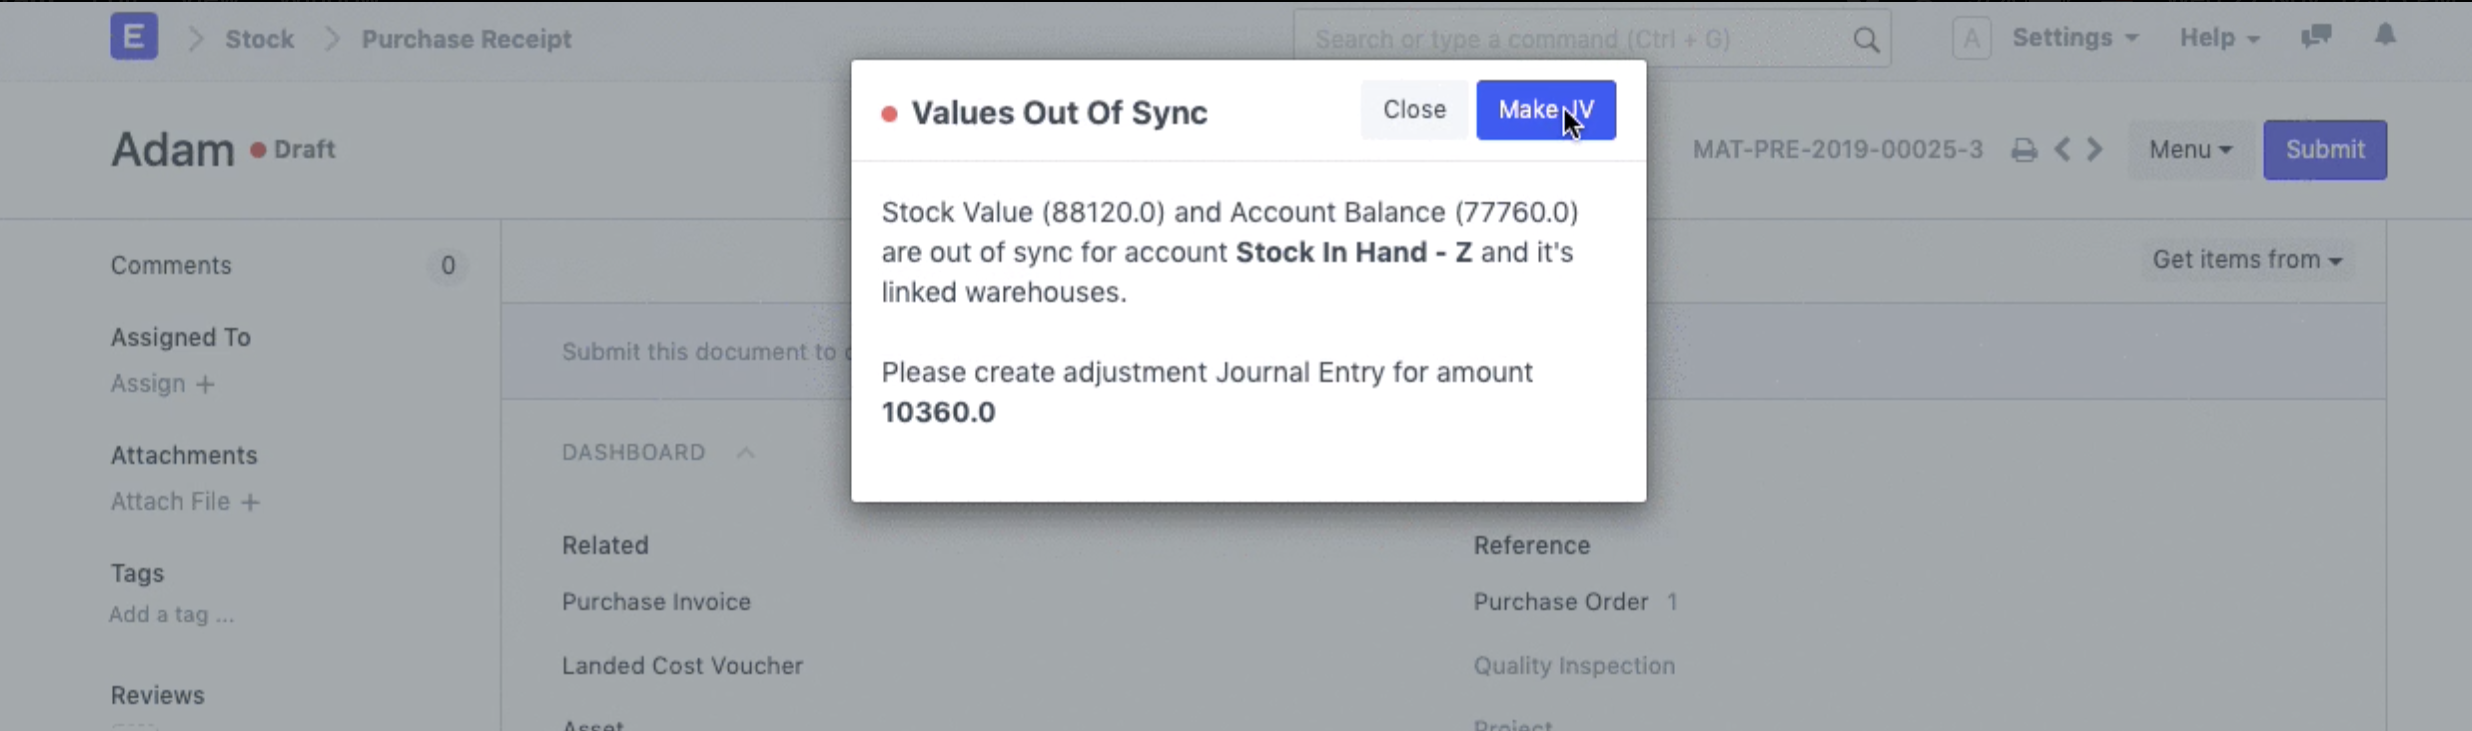 E Stock Purchase Receipt Search or type a command (Ctrl + G) A Settings Help
Values Out Of Sync Close Make JV
Adam Draft MAT-PRE-2019-00025-3 Menu Submit
Stock Value (88120.0) and Account Balance (77760.0)
are out of sync for account Stock In Hand - Z and it's
linked warehouses.
Please create adjustment Journal Entry for amount
10360.0
Comments 0
Get items from
Assigned To
Assign +
Submit this document to
Attachments
Attach File +
DASHBOARD
Tags
Add a tag ...
Reviews
Related
Purchase Invoice
Landed Cost Voucher
Asset
Reference
Purchase Order 1
Quality Inspection
Project